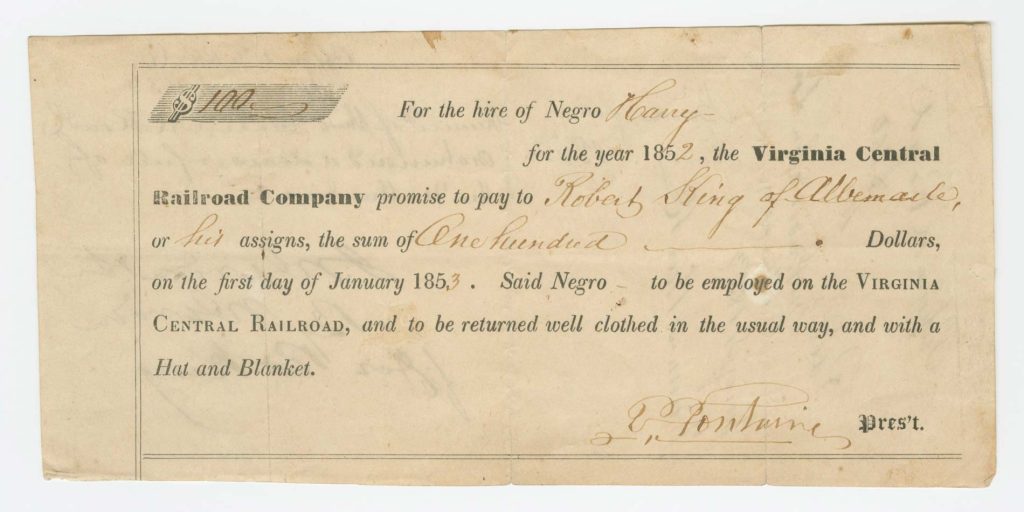 $ 100 For the hire of Negro Harry
for the year 1852, the Virginia Central
Railroad Company promise to pay to Robert King of Albemarle,
or his assigns, the sum of One hundred Dollars,
on the first day of January 1853. Said Negro - to be employed on the VIRGINIA
CENTRAL RAILROAD, and to be returned well clothed in the usual way, and with a
Hat and Blanket.
E. Fontaine Pres't.